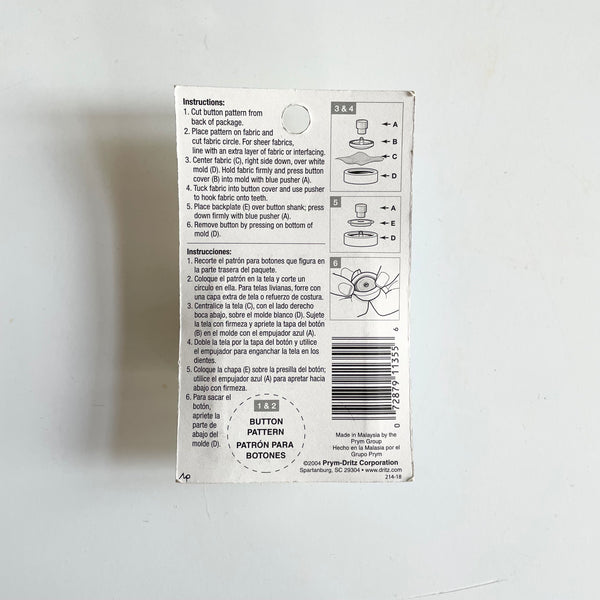 Instructions:
1. Cut button pattern from
back of package.
2. Place pattern on fabric and
cut fabric circle. For sheer fabrics,
line with an extra layer of fabric or interfacing.
3. Center fabric (C), right side down, over white
mold (D). Hold fabric firmly and press button
cover (B) into mold with blue pusher (A).
4. Tuck fabric into button cover and use pusher
to hook fabric onto teeth.
5. Place backplate (E) over button shank; press
down firmly with blue pusher (A).
6. Remove button by pressing on bottom of
mold (D).
3 & 4
A
B
C
D
5
A
E
D
6
Instrucciones:
1. Recorte el patrón para botones que figura en
la parte trasera del paquete.
2. Coloque el patrón en la tela y corte un
círculo en ella. Para telas livianas, forre con
una capa extra de tela o refuerzo de costura.
3. Centralice la tela (C), con el lado derecho
boca abajo, sobre el molde blanco (D). Sujete
la tela con firmeza y apriete la tapa del botón
(B) en el molde con el empujador azul (A).
4. Doble la tela por la tapa del botón y utilice
el empujador para enganchar la tela en los
dientes.
5. Coloque la chapa (E) sobre la presilla del botón;
utilice el empujador azul (A) para apretar hacia
abajo con firmeza.
6. Para sacar el
botón,
apriete la
parte de
abajo del
molde (D).
1 & 2
BUTTON
PATTERN
PATRÓN PARA
BOTONES
0 72879 11355 6
Made in Malaysia by the
Prym Group
Hecho en la Malasia por el
Grupo Prym
©2004 Prym-Dritz Corporation
Spartanburg, SC 29304 • www.dritz.com
214-18